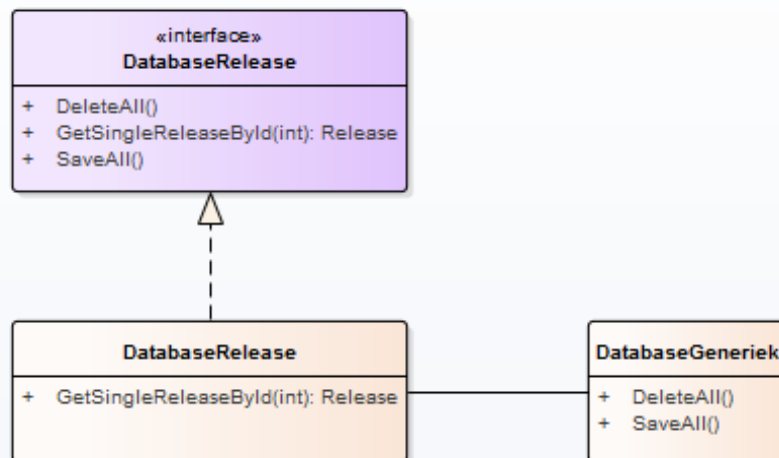 «interface»
DatabaseRelease
+ DeleteAll()
+ GetSingleReleaseById(int): Release
+ SaveAll()
DatabaseRelease
+ GetSingleReleaseById(int): Release
DatabaseGeneriek
+ DeleteAll()
+ SaveAll()